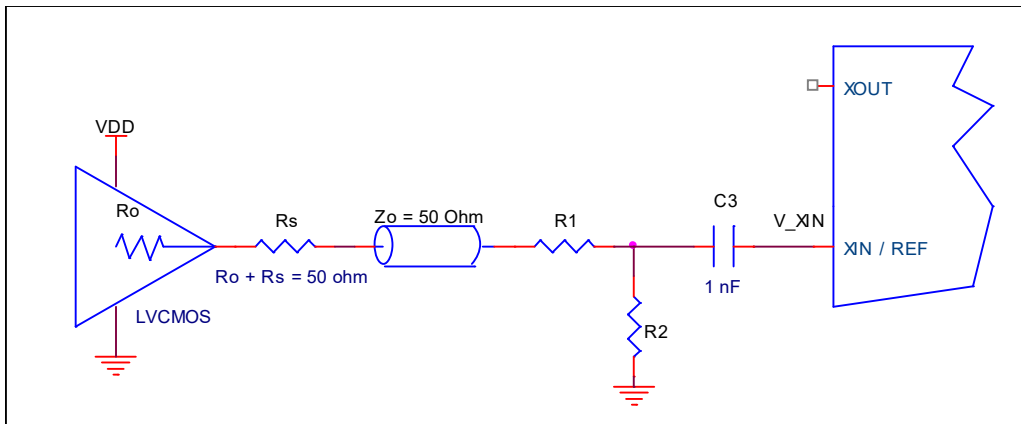 VDD
Ro
Rs
Ro + Rs = 50 ohm
LVCMOS
Zo = 50 Ohm
R1
R2
C3
1 nF
V_XIN
XOUT
XIN / REF